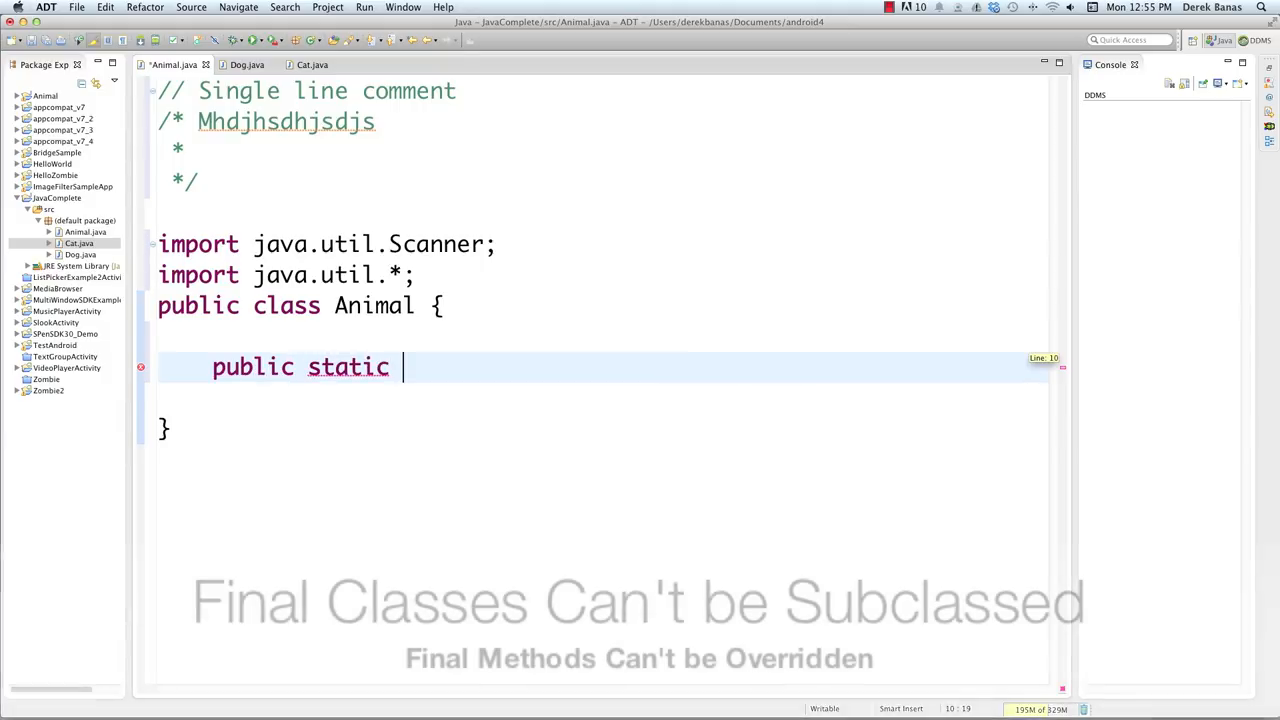 ADT File Edit Refactor Source Navigate Search Project Run Window Help
10 Mon 12:55 PM Derek Banas
Java – JavaComplete/src/Animal.java – ADT – /Users/derekbanas/Documents/android4
Quick Access
Java
DDMS
Package Exp
*Animal.java
Dog.java
Cat.java
Console
DDMS
Animal
appcompat_v7
appcompat_v7_2
appcompat_v7_3
appcompat_v7_4
BridgeSample
HelloWorld
HelloZombie
ImageFilterSampleApp
JavaComplete
src
(default package)
Animal.java
Cat.java
Dog.java
JRE System Library [Ja
ListPickerExample2Activi
MediaBrowser
MultiWindowSDKExample
MusicPlayerActivity
SlookActivity
SPenSDK30_Demo
TestAndroid
TextGroupActivity
VideoPlayerActivity
Zombie
Zombie2
// Single line comment
/* Mhdjhsdhjsdjs
*
*/
import java.util.Scanner;
import java.util.*;
public class Animal {
public static
Line: 10
}
Final Classes Can't be Subclassed
Final Methods Can't be Overridden
Writable
Smart Insert
10 : 19
195M of 329M